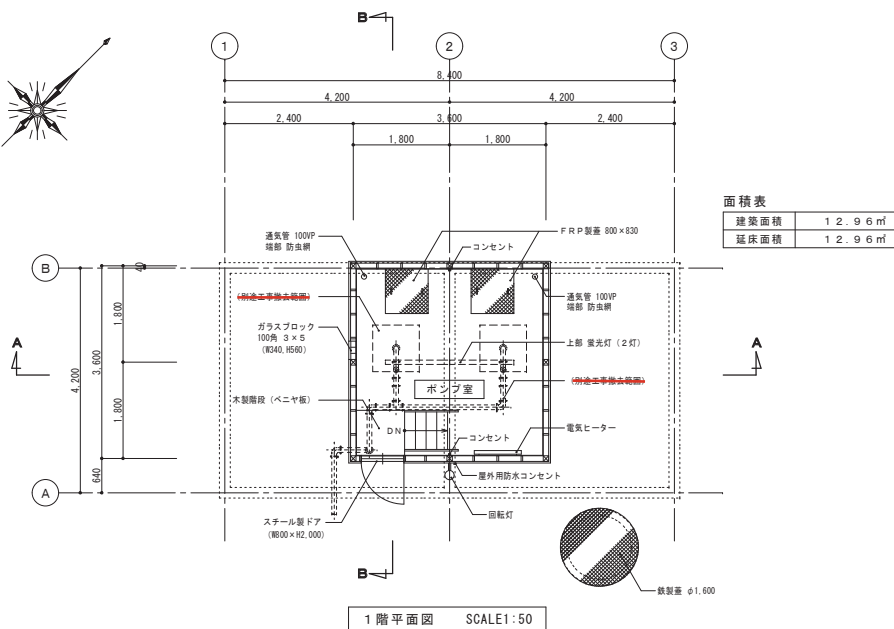 B
1
2
3
8,400
4,200
4,200
2,400
3,600
2,400
1,800
1,800
面積表
建築面積 12.96㎡
延床面積 12.96㎡
通気管 100VP
端部 防虫網
コンセント
FRP製蓋 800×830
B
40
(別途工事撤去範囲)
通気管 100VP
端部 防虫網
ガラスブロック
100角 3×5
(W340,H560)
1,800
上部 蛍光灯 (2灯)
A
A
4,200
3,600
ポンプ室
(別途工事撤去範囲)
木製階段 (ベニヤ板)
1,800
DN
コンセント
電気ヒーター
640
屋外用防水コンセント
A
回転灯
スチール製ドア
(W800×H2,000)
B
鉄製蓋 φ1,600
1階平面図 SCALE1:50